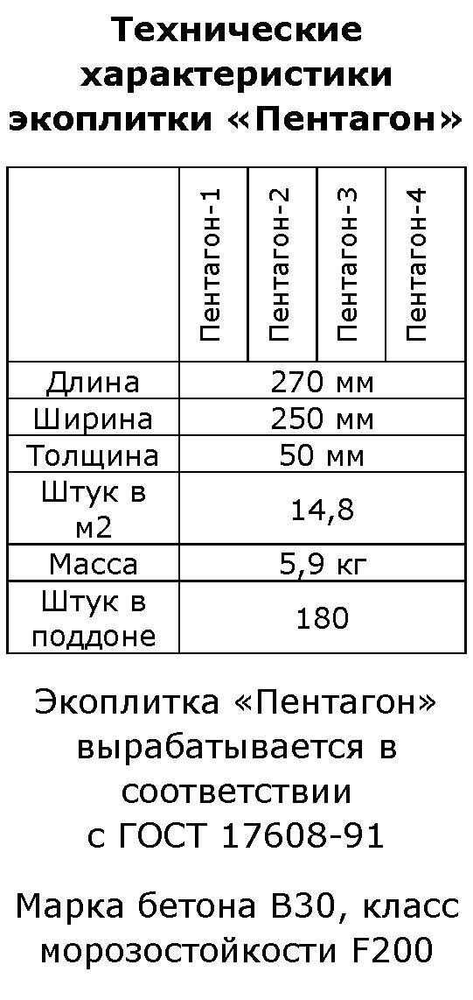 Технические
характеристики
экоплитки «Пентагон»
Пентагон-1
Пентагон-2
Пентагон-3
Пентагон-4
Длина 270 мм
Ширина 250 мм
Толщина 50 мм
Штук в
м2 14,8
Масса 5,9 кг
Штук в
поддоне 180
Экоплитка «Пентагон»
вырабатывается в
соответствии
с ГОСТ 17608-91
Марка бетона В30, класс
морозостойкости F200